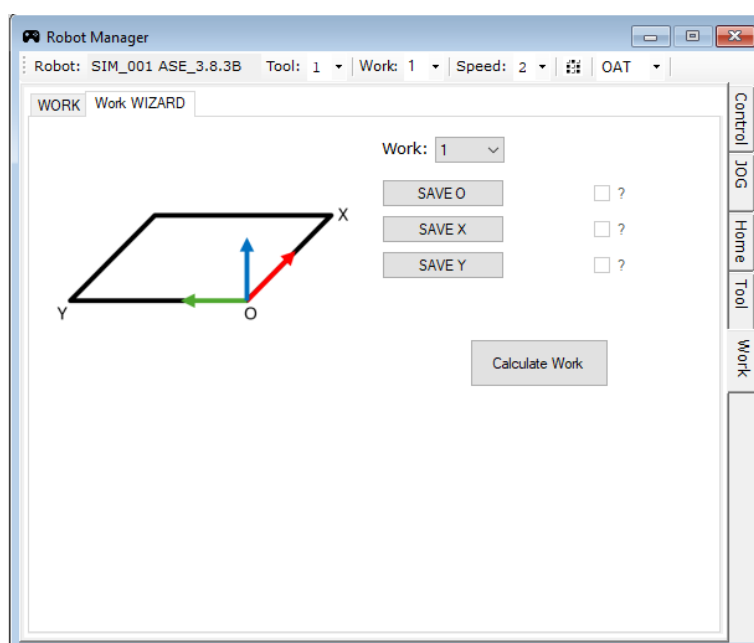 Robot Manager
Robot: SIM_001 ASE_3.8.3B Tool: 1 Work: 1 Speed: 2 OAT
WORK Work WIZARD
Work: 1
SAVE O ?
SAVE X ?
SAVE Y ?
X
Y
O
Calculate Work
Control
JOG
Home
Tool
Work